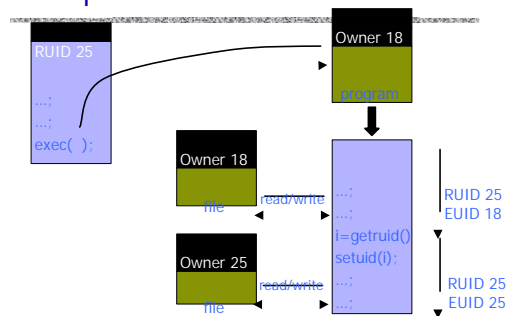 RUID 25
...;
...;
exec( );
Owner 18
program
Owner 18
file
read/write
...;
...;
i=getruid()
setuid(i);
...;
...;
RUID 25
EUID 18
Owner 25
file
read/write
RUID 25
EUID 25